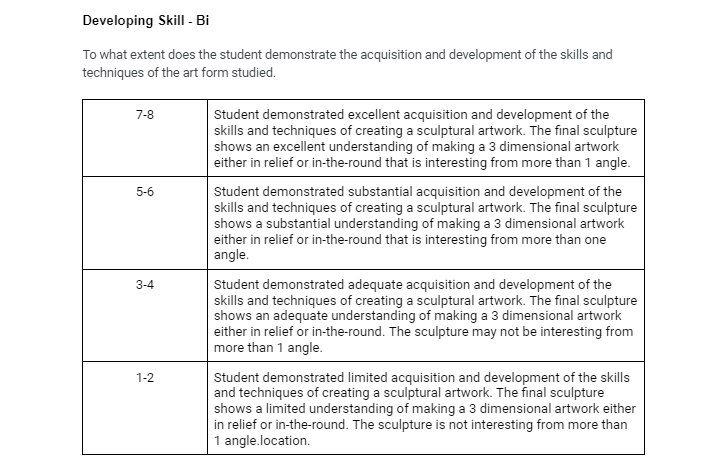 Developing Skill - Bi
To what extent does the student demonstrate the acquisition and development of the skills and
techniques of the art form studied.
7-8
Student demonstrated excellent acquisition and development of the
skills and techniques of creating a sculptural artwork. The final sculpture
shows an excellent understanding of making a 3 dimensional artwork
either in relief or in-the-round that is interesting from more than 1 angle.
5-6
Student demonstrated substantial acquisition and development of the
skills and techniques of creating a sculptural artwork. The final sculpture
shows a substantial understanding of making a 3 dimensional artwork
either in relief or in-the-round that is interesting from more than one
angle.
3-4
Student demonstrated adequate acquisition and development of the
skills and techniques of creating a sculptural artwork. The final sculpture
shows an adequate understanding of making a 3 dimensional artwork
either in relief or in-the-round. The sculpture may not be interesting from
more than 1 angle.
1-2
Student demonstrated limited acquisition and development of the skills
and techniques of creating a sculptural artwork. The final sculpture
shows a limited understanding of making a 3 dimensional artwork either
in relief or in-the-round. The sculpture is not interesting from more than
1 angle.location.